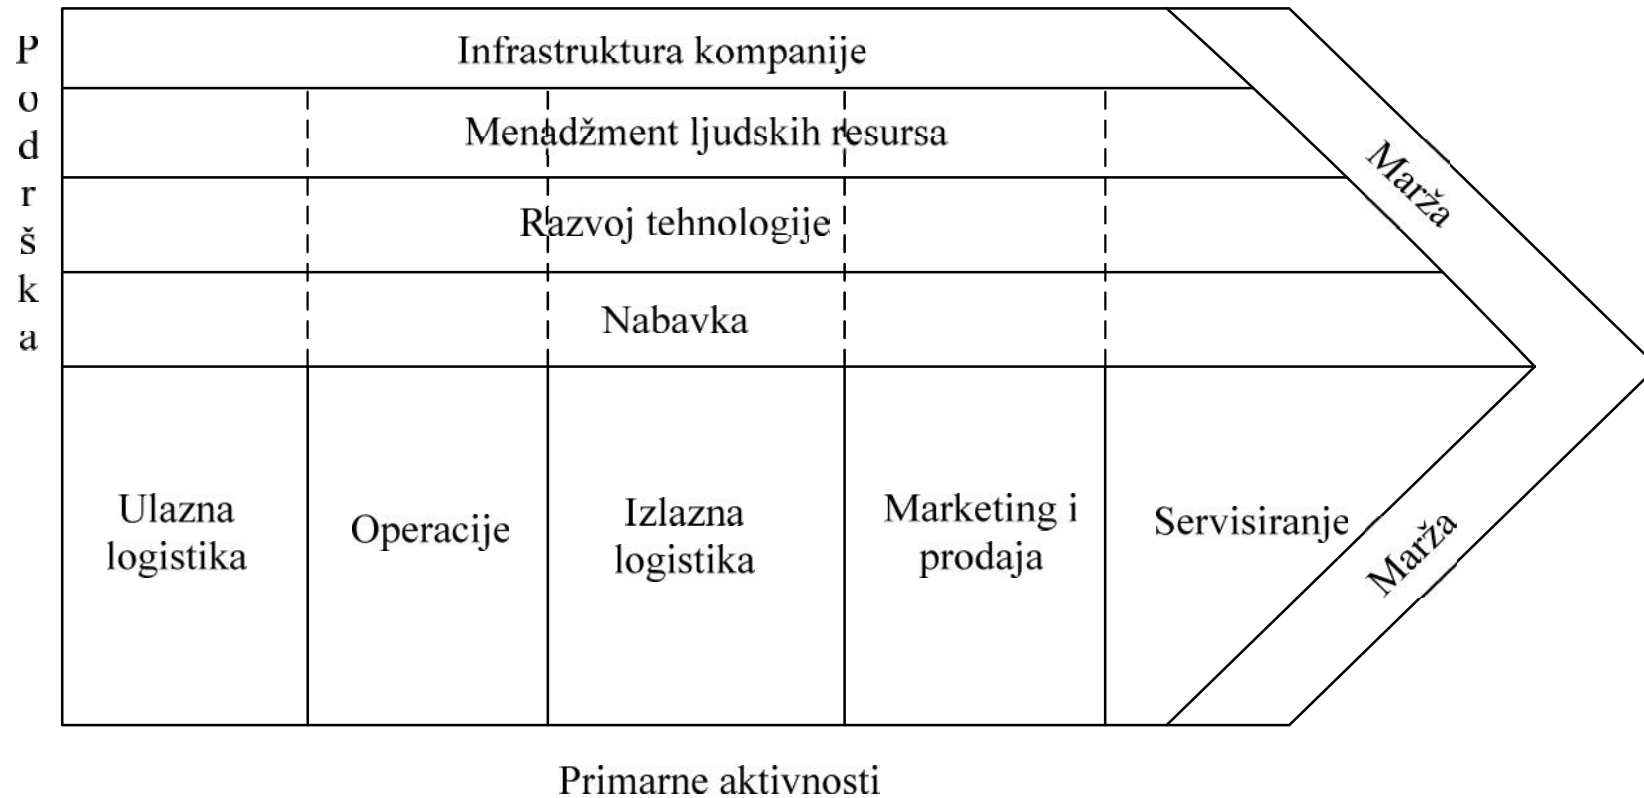 Podrška
Infrastruktura kompanije
Menadžment ljudskih resursa
Razvoj tehnologije
Nabavka
Marža
Ulazna
logistika
Operacije
Izlazna
logistika
Marketing i
prodaja
Servisiranje
Marža
Primarne aktivnosti